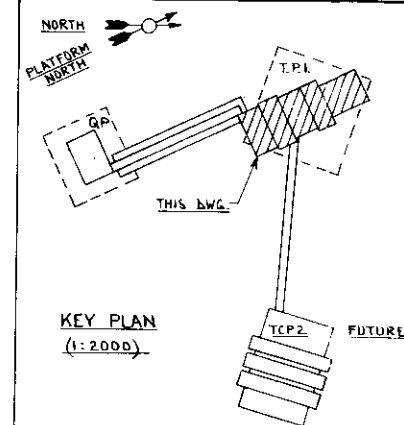 NORTH
PLATFORM
NORTH
T.P.1.
QP
THIS DWG.
KEY PLAN
(1:2000)
TCP2 FUTURE